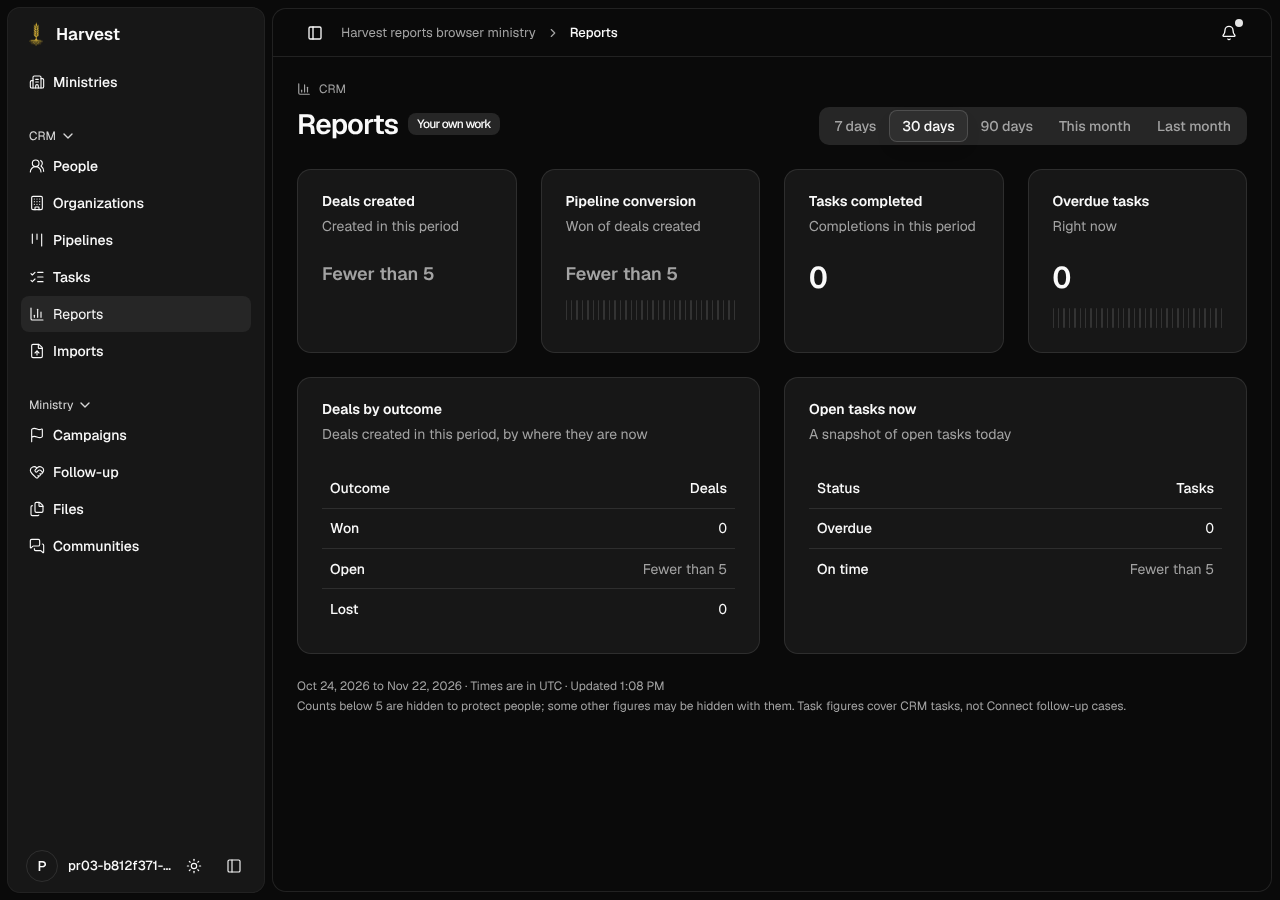 Harvest
Ministries
CRM
People
Organizations
Pipelines
Tasks
Reports
Imports
Ministry
Campaigns
Follow-up
Files
Communities
P
pr03-b812f371-...
Harvest reports browser ministry
Reports
CRM
Reports
Your own work
7 days
30 days
90 days
This month
Last month
Deals created
Created in this period
Fewer than 5
Pipeline conversion
Won of deals created
Fewer than 5
Tasks completed
Completions in this period
0
Overdue tasks
Right now
0
Deals by outcome
Deals created in this period, by where they are now
Outcome Deals
Won 0
Open Fewer than 5
Lost 0
Open tasks now
A snapshot of open tasks today
Status Tasks
Overdue 0
On time Fewer than 5
Oct 24, 2026 to Nov 22, 2026 · Times are in UTC · Updated 1:08 PM
Counts below 5 are hidden to protect people; some other figures may be hidden with them. Task figures cover CRM tasks, not Connect follow-up cases.